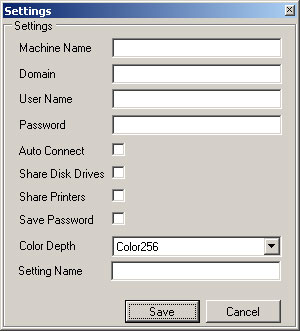 Settings
Settings
Machine Name
Domain
User Name
Password
Auto Connect
Share Disk Drives
Share Printers
Save Password
Color Depth Color256
Setting Name
Save Cancel